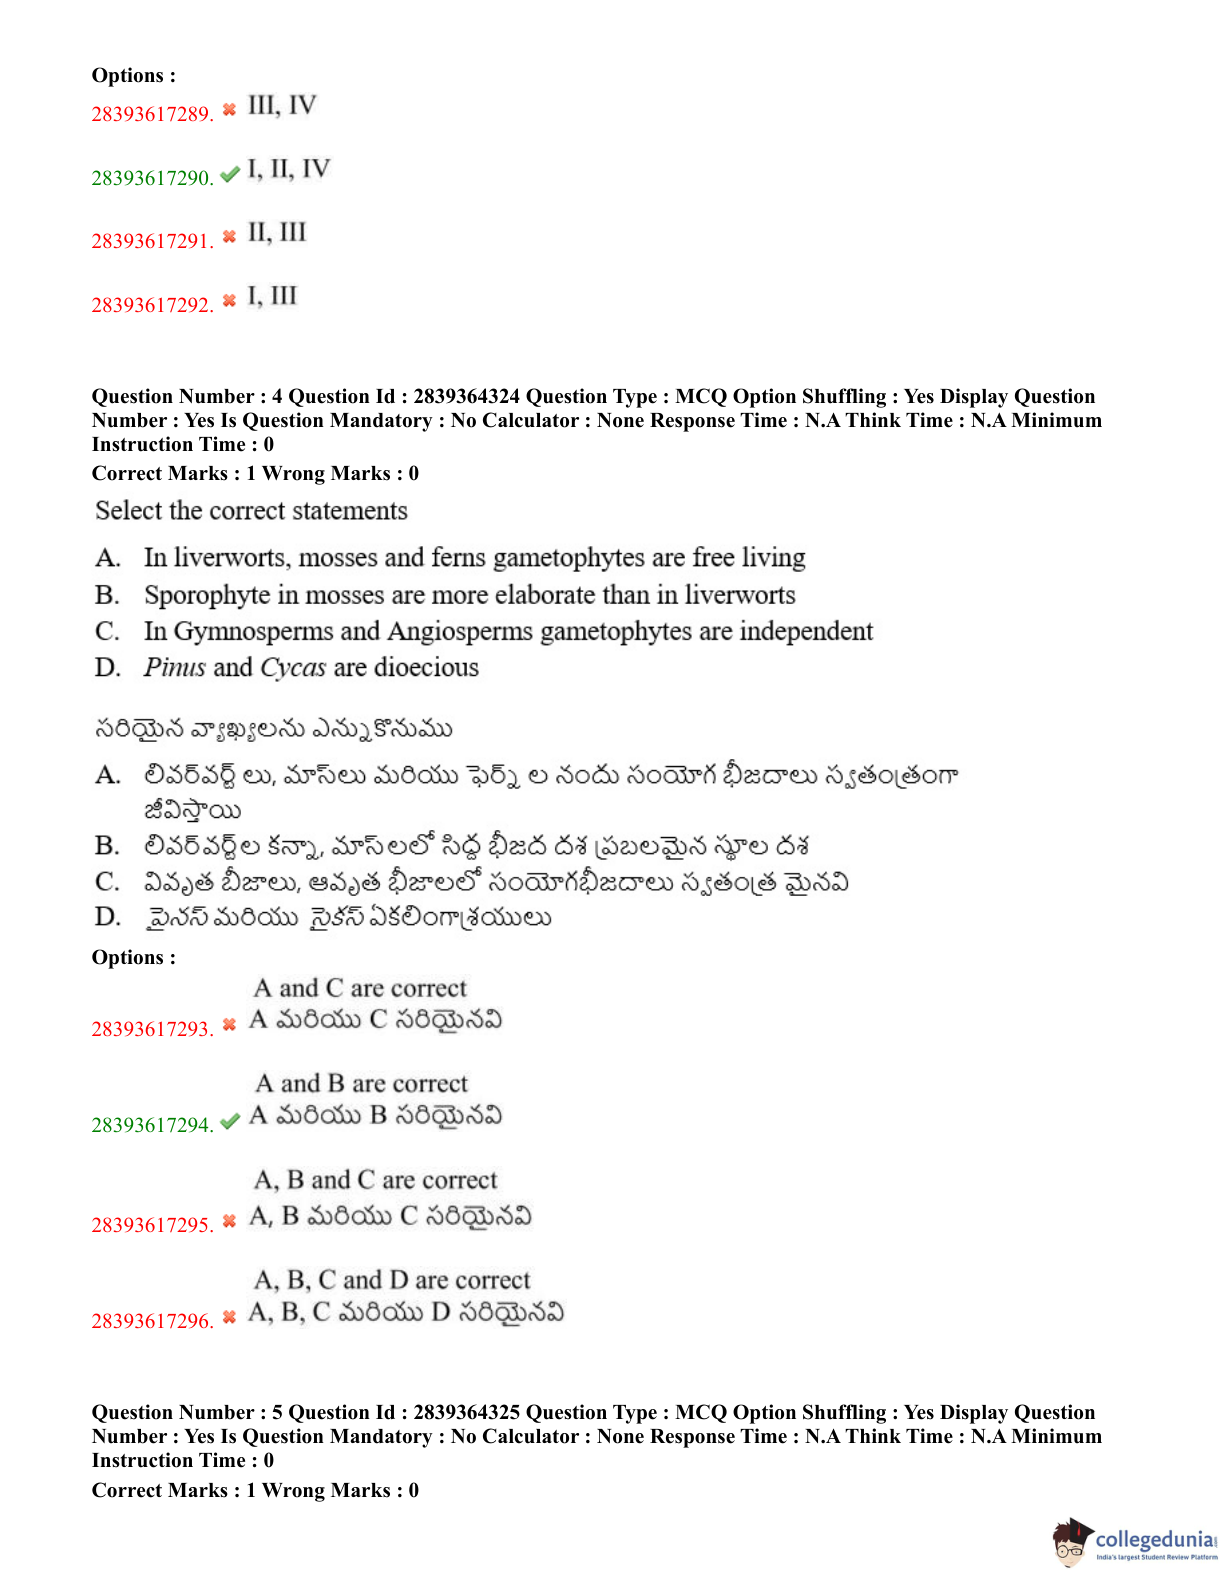 Options :
28393617289. III, IV
28393617290. I, II, IV
28393617291. II, III
28393617292. I, III
Question Number : 4 Question Id : 2839364324 Question Type : MCQ Option Shuffling : Yes Display Question
Number : Yes Is Question Mandatory : No Calculator : None Response Time : N.A Think Time : N.A Minimum
Instruction Time : 0
Correct Marks : 1 Wrong Marks : 0
Select the correct statements
A. In liverworts, mosses and ferns gametophytes are free living
B. Sporophyte in mosses are more elaborate than in liverworts
C. In Gymnosperms and Angiosperms gametophytes are independent
D. Pinus and Cycas are dioecious
సరియైన వ్యాఖ్యలను ఎన్నుకొనుము
A. లివర్‌వర్ట్ లు, మాస్‌లు మరియు ఫెర్న్ ల నందు సంయోగ భీజదాలు స్వతంత్రంగా
జీవిస్తాయి
B. లివర్‌వర్ట్‌ల కన్నా, మాస్‌లలో సిద్ద భీజద దశ ప్రబలమైన స్థూల దశ
C. వివృత బీజాలు, ఆవృత భీజాలలో సంయోగభీజదాలు స్వతంత్ర మైనవి
D. పైనస్ మరియు సైకస్ ఏకలింగాశ్రయులు
Options :
A and C are correct
28393617293. A మరియు C సరియైనవి
A and B are correct
28393617294. A మరియు B సరియైనవి
A, B and C are correct
28393617295. A, B మరియు C సరియైనవి
A, B, C and D are correct
28393617296. A, B, C మరియు D సరియైనవి
Question Number : 5 Question Id : 2839364325 Question Type : MCQ Option Shuffling : Yes Display Question
Number : Yes Is Question Mandatory : No Calculator : None Response Time : N.A Think Time : N.A Minimum
Instruction Time : 0
Correct Marks : 1 Wrong Marks : 0
collegedunia
India's largest Student Review Platform